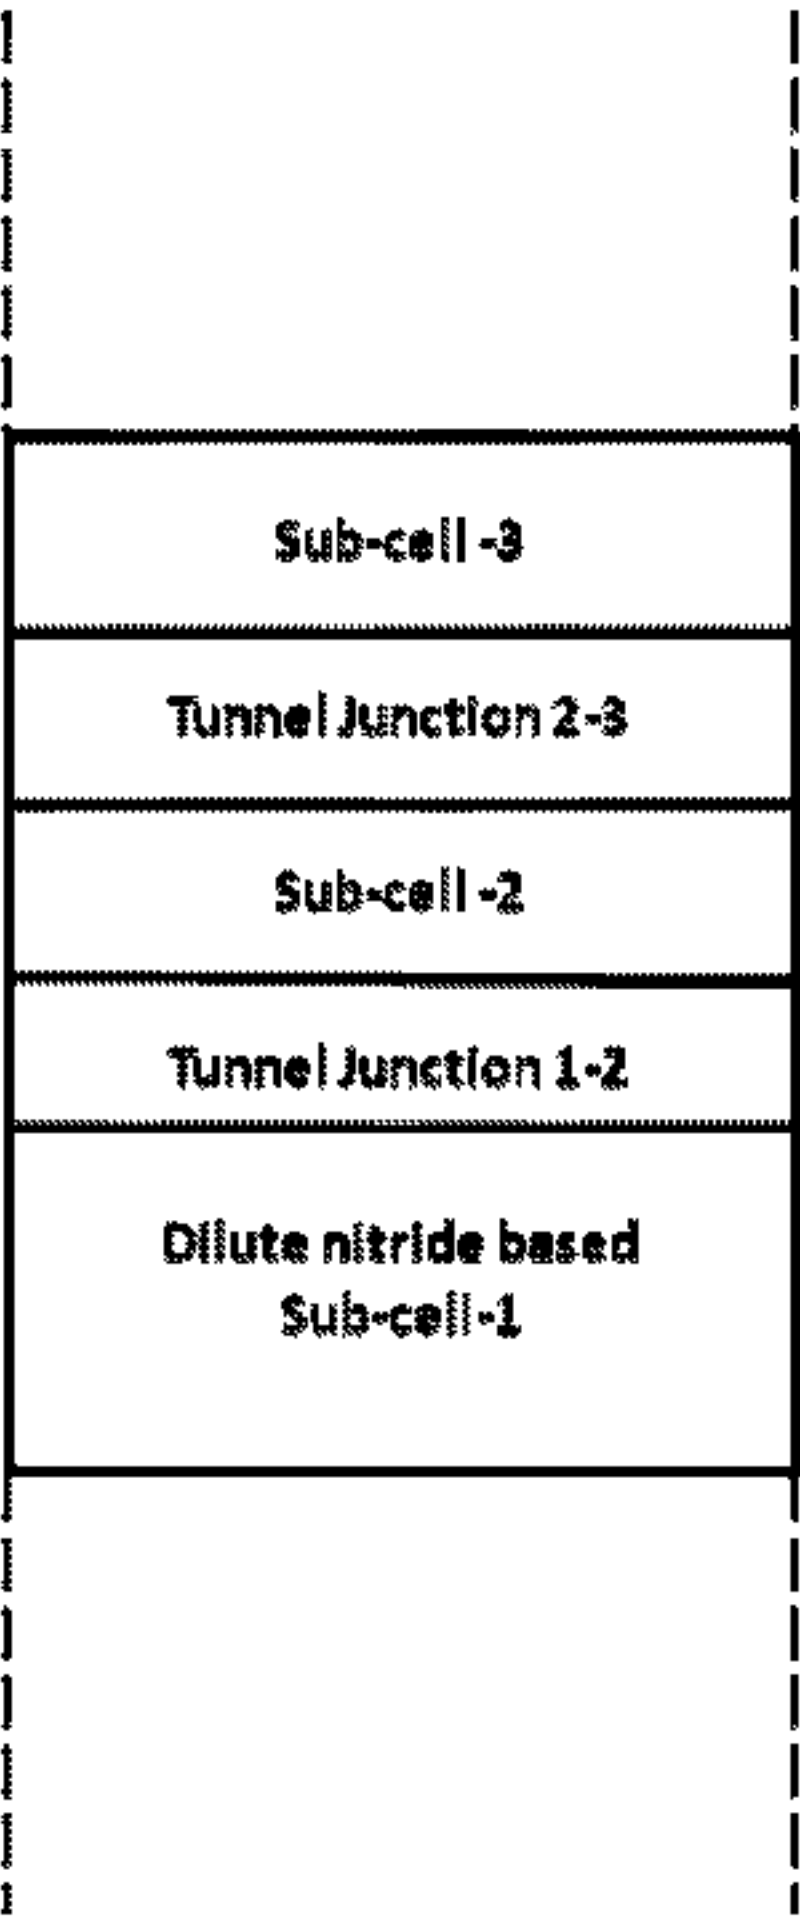 Sub-cell -3
Tunnel Junction 2-3
Sub-cell -2
Tunnel Junction 1-2
Dilute nitride based
Sub-cell -1